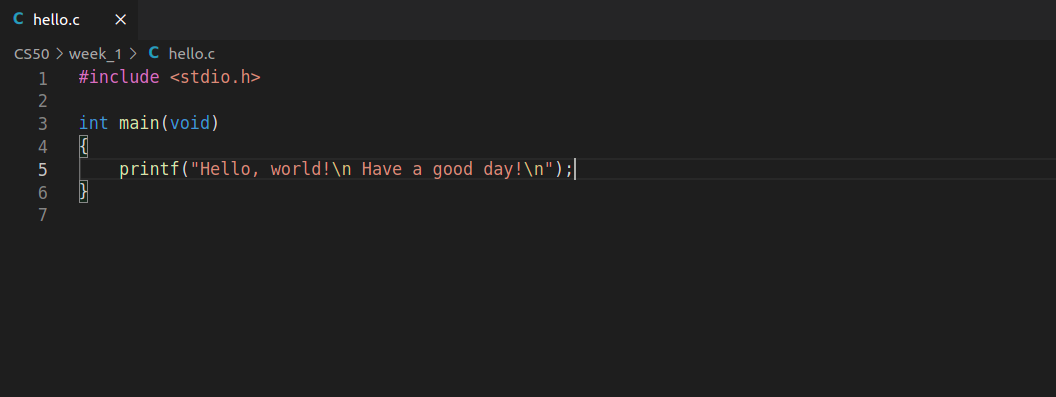 C hello.c ×
CS50 > week_1 > C hello.c
1 #include <stdio.h>
2
3 int main(void)
4 {
5     printf("Hello, world!\n Have a good day!\n");
6 }
7